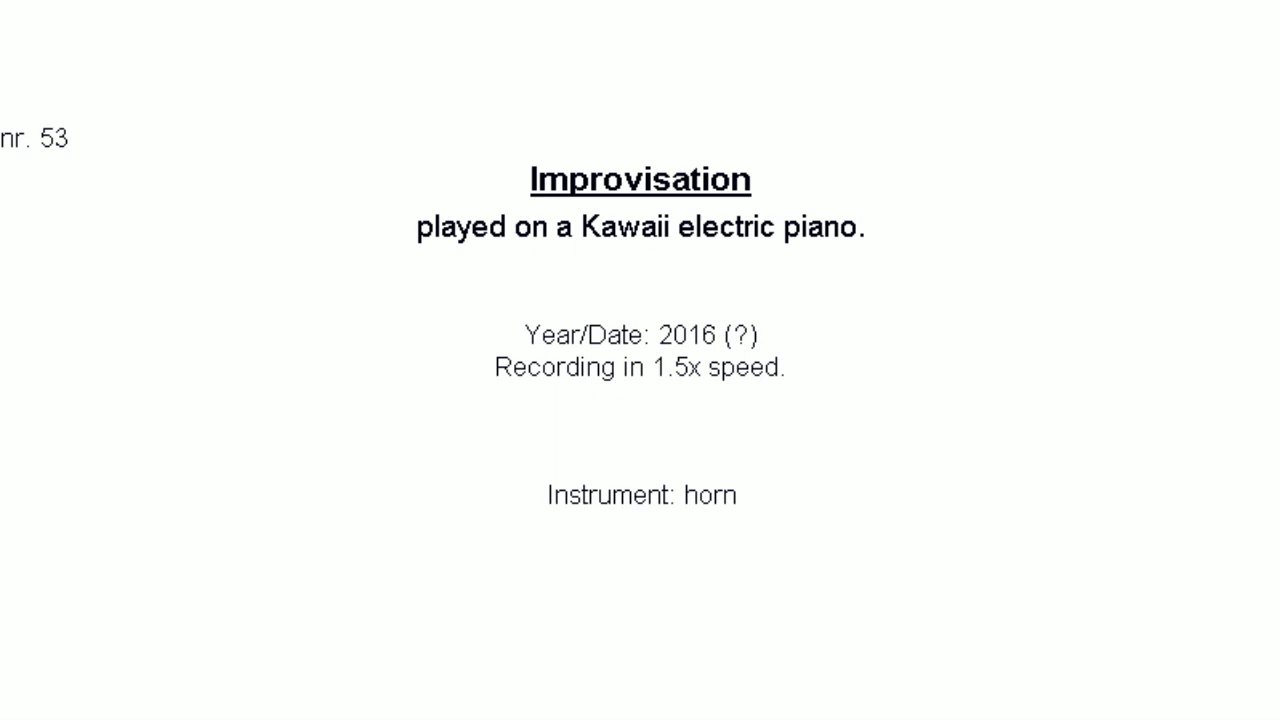 nr. 53
Improvisation
played on a Kawaii electric piano.
Year/Date: 2016 (?)
Recording in 1.5x speed.
Instrument: horn